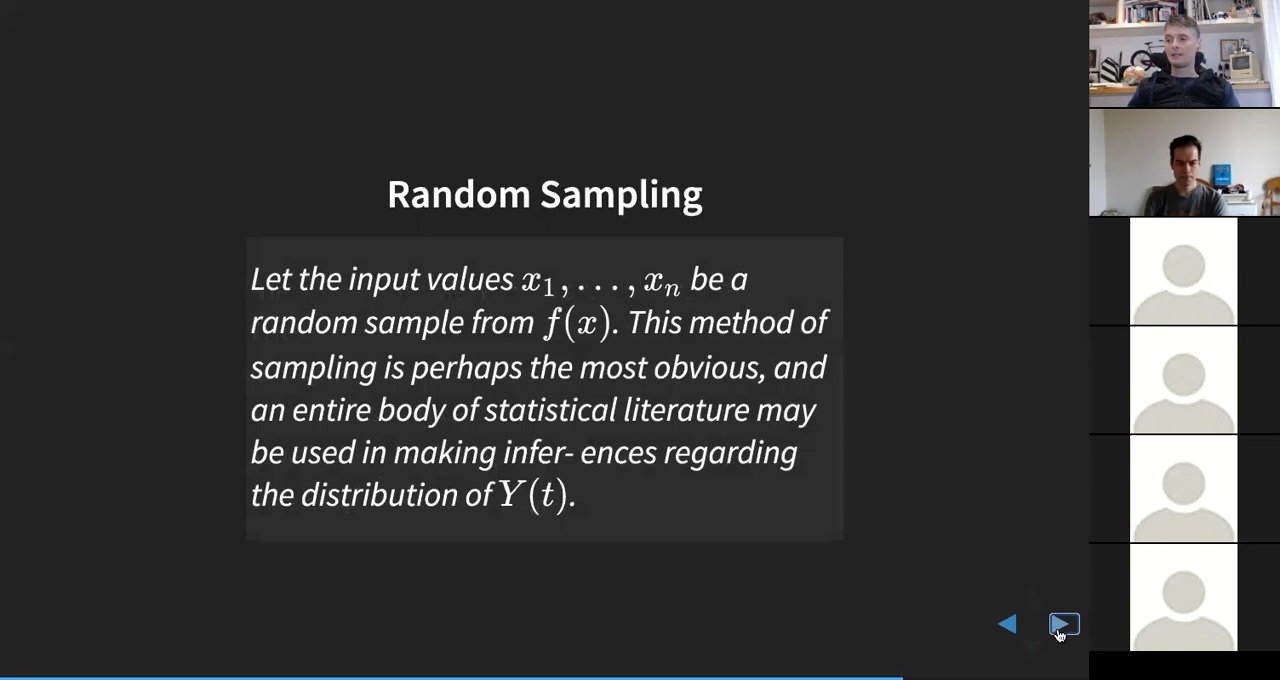 Random Sampling
Let the input values x₁, . . . , xₙ be a
random sample from f(x). This method of
sampling is perhaps the most obvious, and
an entire body of statistical literature may
be used in making infer- ences regarding
the distribution of Y(t).